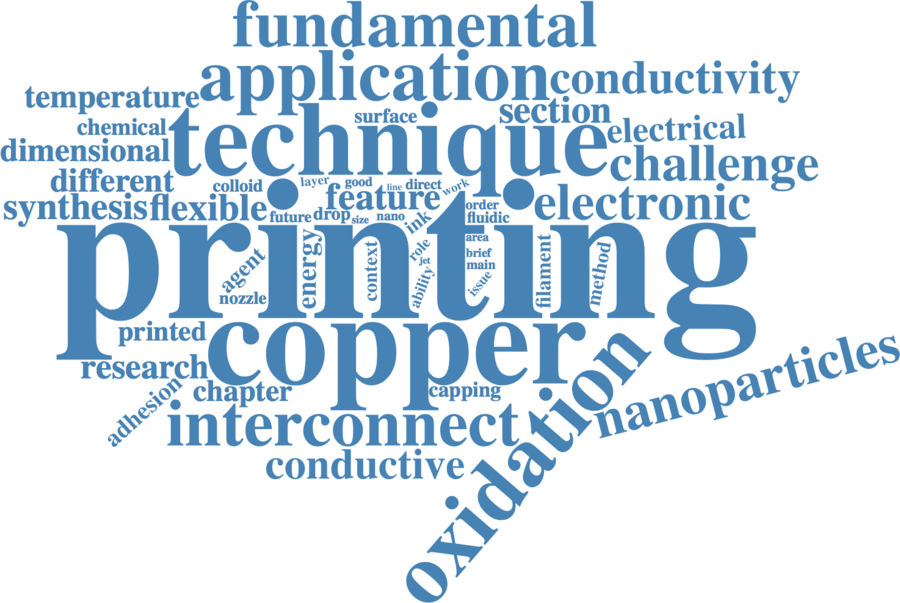 fundamental
application
conductivity
temperature
technique
surface
section
chemical
electrical
dimensional
challenge
different
colloid
layer
good
line
direct
work
feature
synthesis
flexible
future
drop
size
nano
ink
order
fluidic
electronic
printing
agent
nozzle
energy
context
role
jet
ability
area
brief
main
issue
filament
method
printed
copper
research
chapter
capping
adhesion
interconnect
oxidation
nanoparticles
conductive